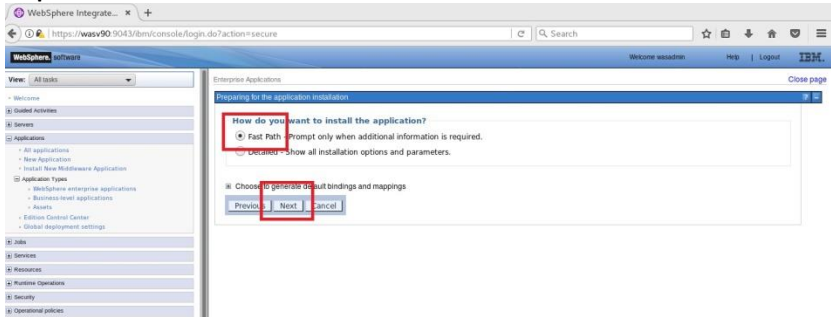 WebSphere Integrate... × +
https://wasv90:9043/ibm/console/login.do?action=secure
Search
WebSphere. software
Welcome wasadmin Help | Logout IBM.
View: All tasks
Enterprise Applications
Close page
Welcome
Guided Activities
Servers
Applications
All applications
New Application
Install New Middleware Application
Application Types
WebSphere enterprise applications
Business-level applications
Assets
Edition Control Center
Global deployment settings
Jobs
Services
Resources
Runtime Operations
Security
Operational policies
Preparing for the application installation ? -
How do you want to install the application?
Fast Path - Prompt only when additional information is required.
Detailed - Show all installation options and parameters.
Choose to generate default bindings and mappings
Previous Next Cancel